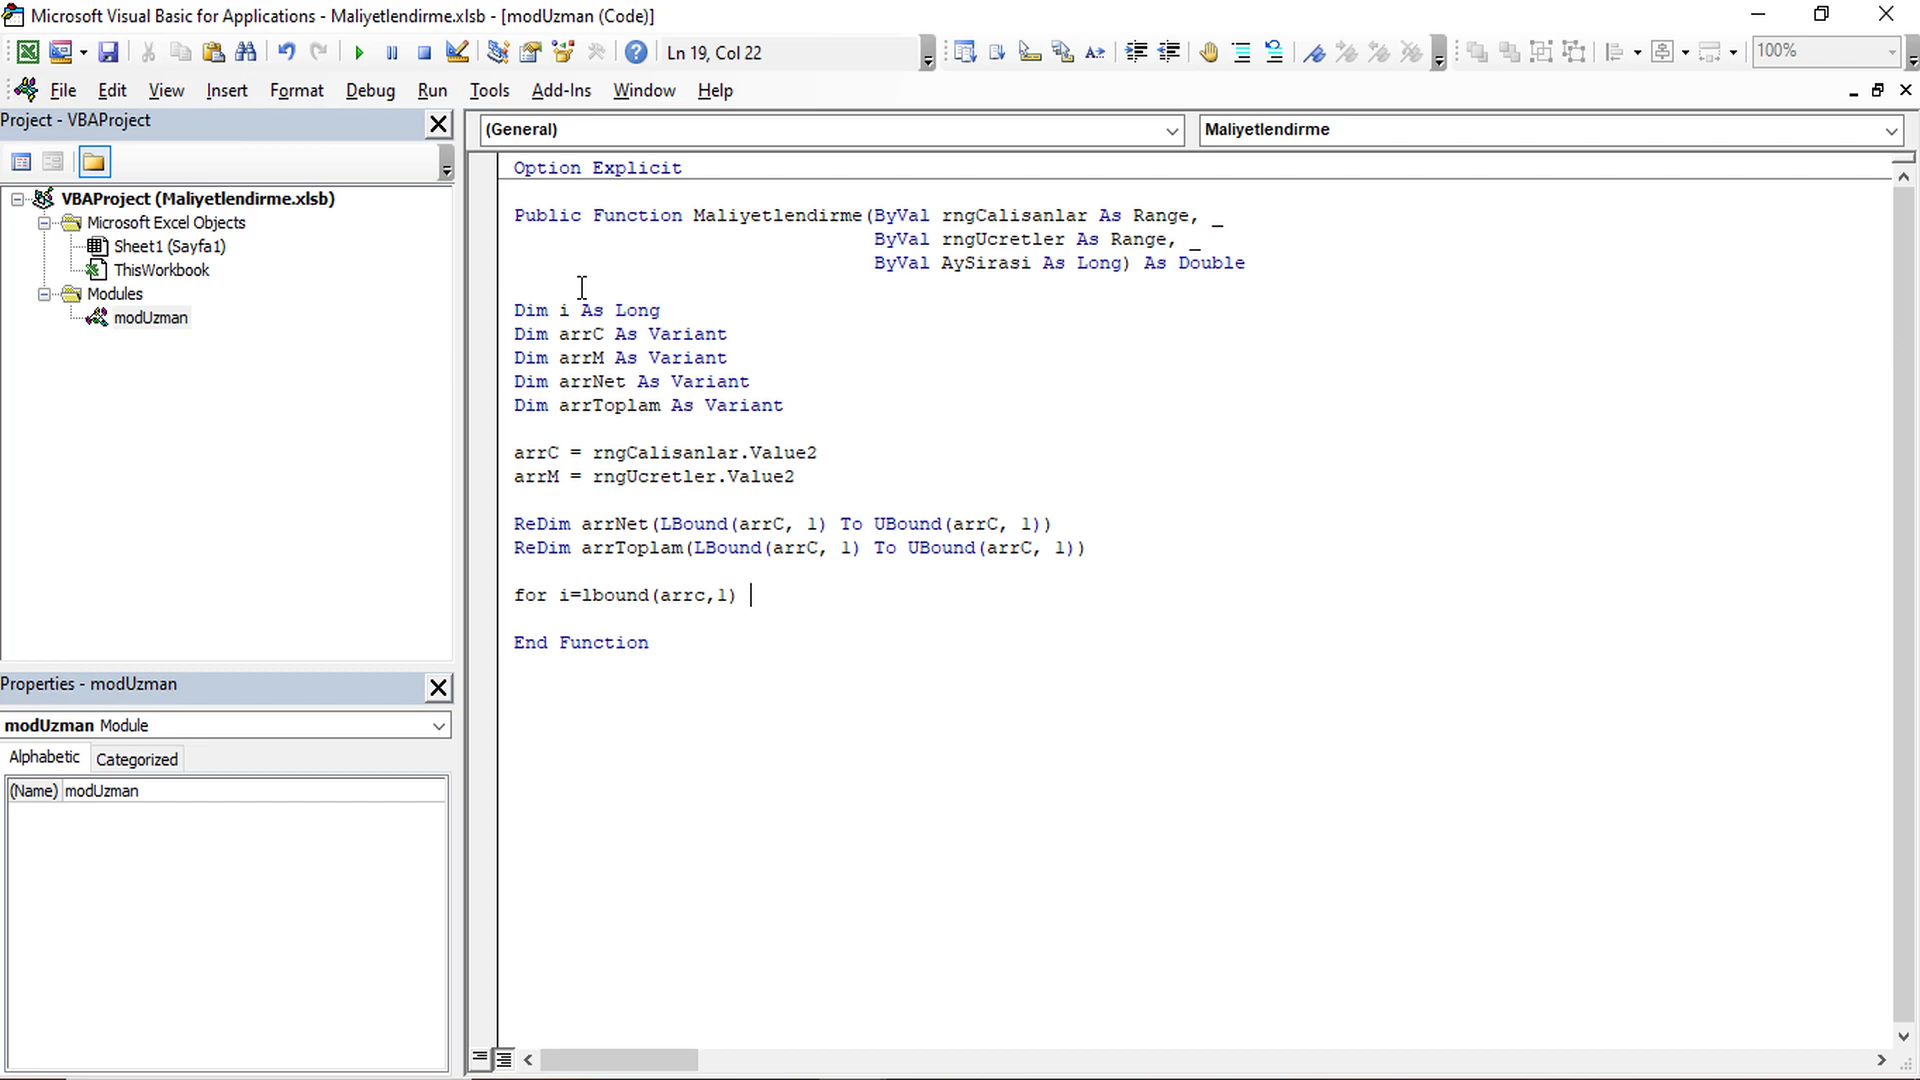 Microsoft Visual Basic for Applications - Maliyetlendirme.xlsb - [modUzman (Code)]
Ln 19, Col 22
100%
File Edit View Insert Format Debug Run Tools Add-Ins Window Help
Project - VBAProject
(General)
Maliyetlendirme
VBAProject (Maliyetlendirme.xlsb)
Microsoft Excel Objects
Sheet1 (Sayfa1)
ThisWorkbook
Modules
modUzman
Properties - modUzman
modUzman Module
Alphabetic Categorized
(Name) modUzman
Option Explicit
Public Function Maliyetlendirme(ByVal rngCalisanlar As Range, _
ByVal rngUcretler As Range, _
ByVal AySirasi As Long) As Double
Dim i As Long
Dim arrC As Variant
Dim arrM As Variant
Dim arrNet As Variant
Dim arrToplam As Variant
arrC = rngCalisanlar.Value2
arrM = rngUcretler.Value2
ReDim arrNet(LBound(arrC, 1) To UBound(arrC, 1))
ReDim arrToplam(LBound(arrC, 1) To UBound(arrC, 1))
for i=lbound(arrc,1)
End Function